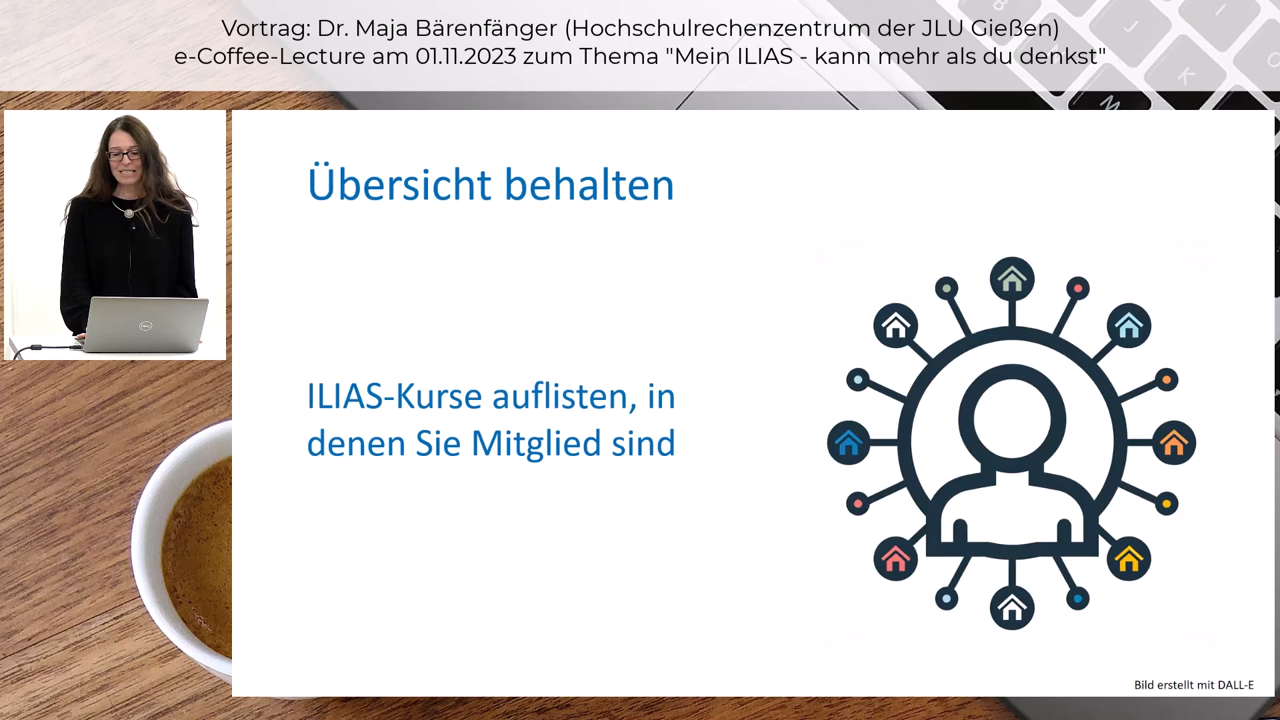 Vortrag: Dr. Maja Bärenfänger (Hochschulrechenzentrum der JLU Gießen)
e-Coffee-Lecture am 01.11.2023 zum Thema "Mein ILIAS - kann mehr als du denkst"
Übersicht behalten
ILIAS-Kurse auflisten, in
denen Sie Mitglied sind
Bild erstellt mit DALL-E
DELL
B
K
M